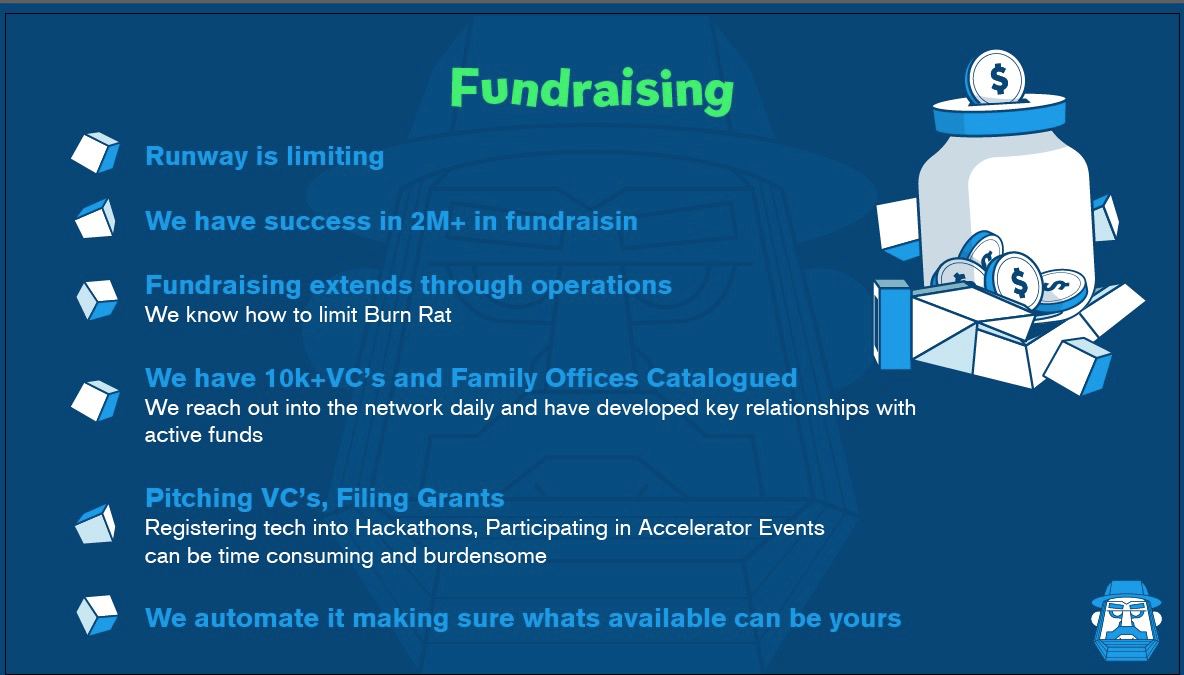 $
Fundraising
Runway is limiting
We have success in 2M+ in fundraisin
Fundraising extends through operations
We know how to limit Burn Rat
$ $ $ $
We have 10k+VC's and Family Offices Catalogued
We reach out into the network daily and have developed key relationships with
active funds
Pitching VC's, Filing Grants
Registering tech into Hackathons, Participating in Accelerator Events
can be time consuming and burdensome
We automate it making sure whats available can be yours